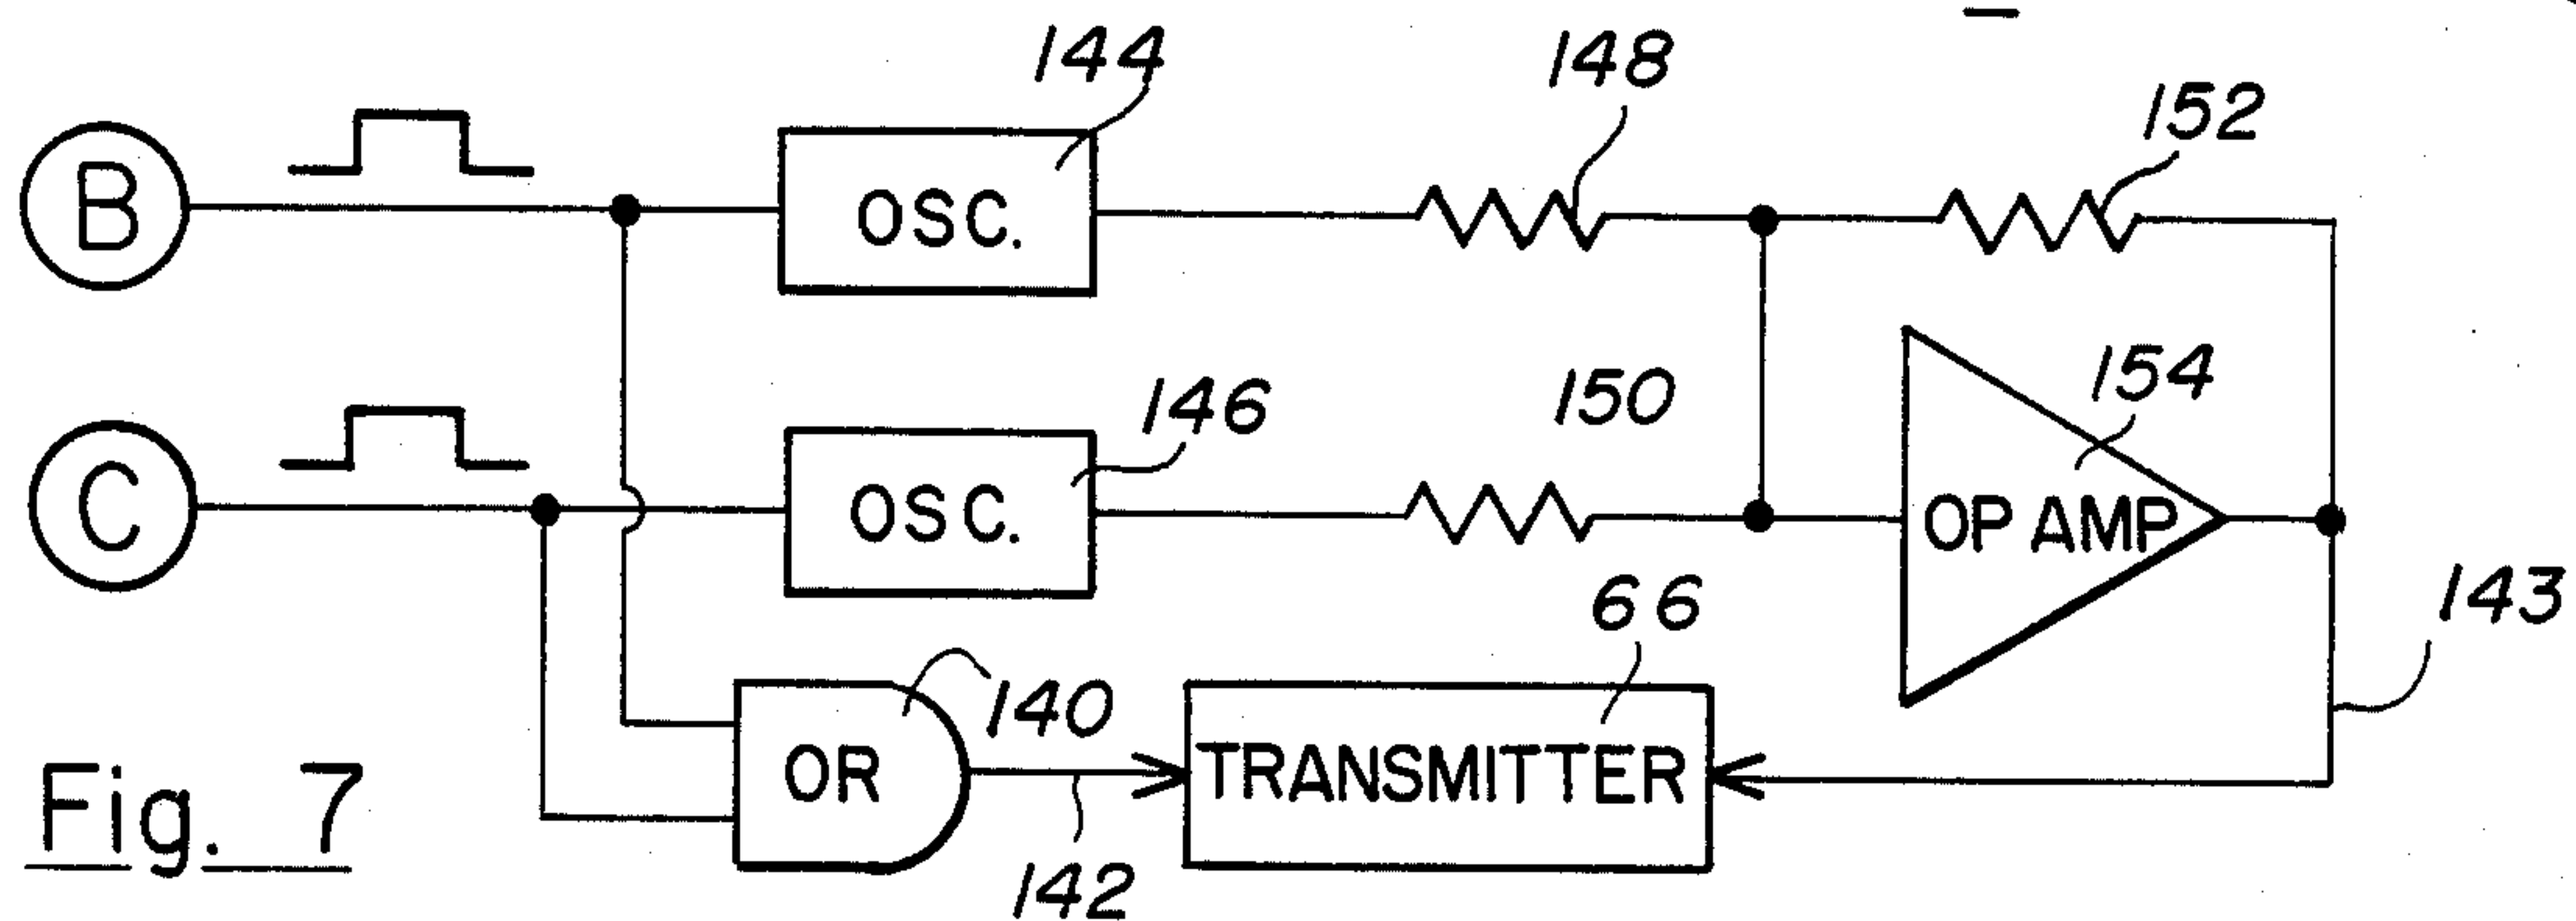 144
148
152
B
OSC.
154
C
146
150
OSC.
OP AMP
66
143
140
OR
TRANSMITTER
142
Fig. 7